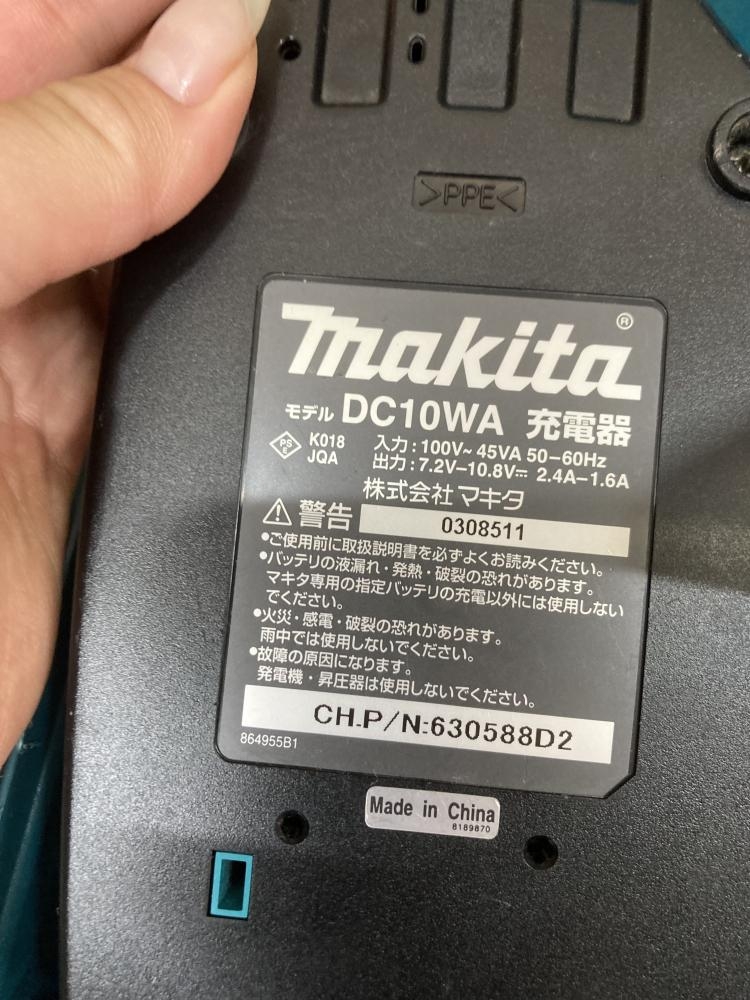 >PPE<
makita®
モデル DC10WA 充電器
PS E K018 JQA
入力:100V~ 45VA 50-60Hz
出力:7.2V-10.8V⎓ 2.4A-1.6A
株式会社マキタ
⚠警告 0308511
•ご使用前に取扱説明書を必ずよくお読みください。
•バッテリの液漏れ・発熱・破裂の恐れがあります。
マキタ専用の指定バッテリの充電以外には使用しない
でください。
•火災・感電・破裂の恐れがあります。
雨中では使用しないでください。
•故障の原因になります。
発電機・昇圧器は使用しないでください。
CH.P/N:630588D2
864955B1
Made in China
8189870